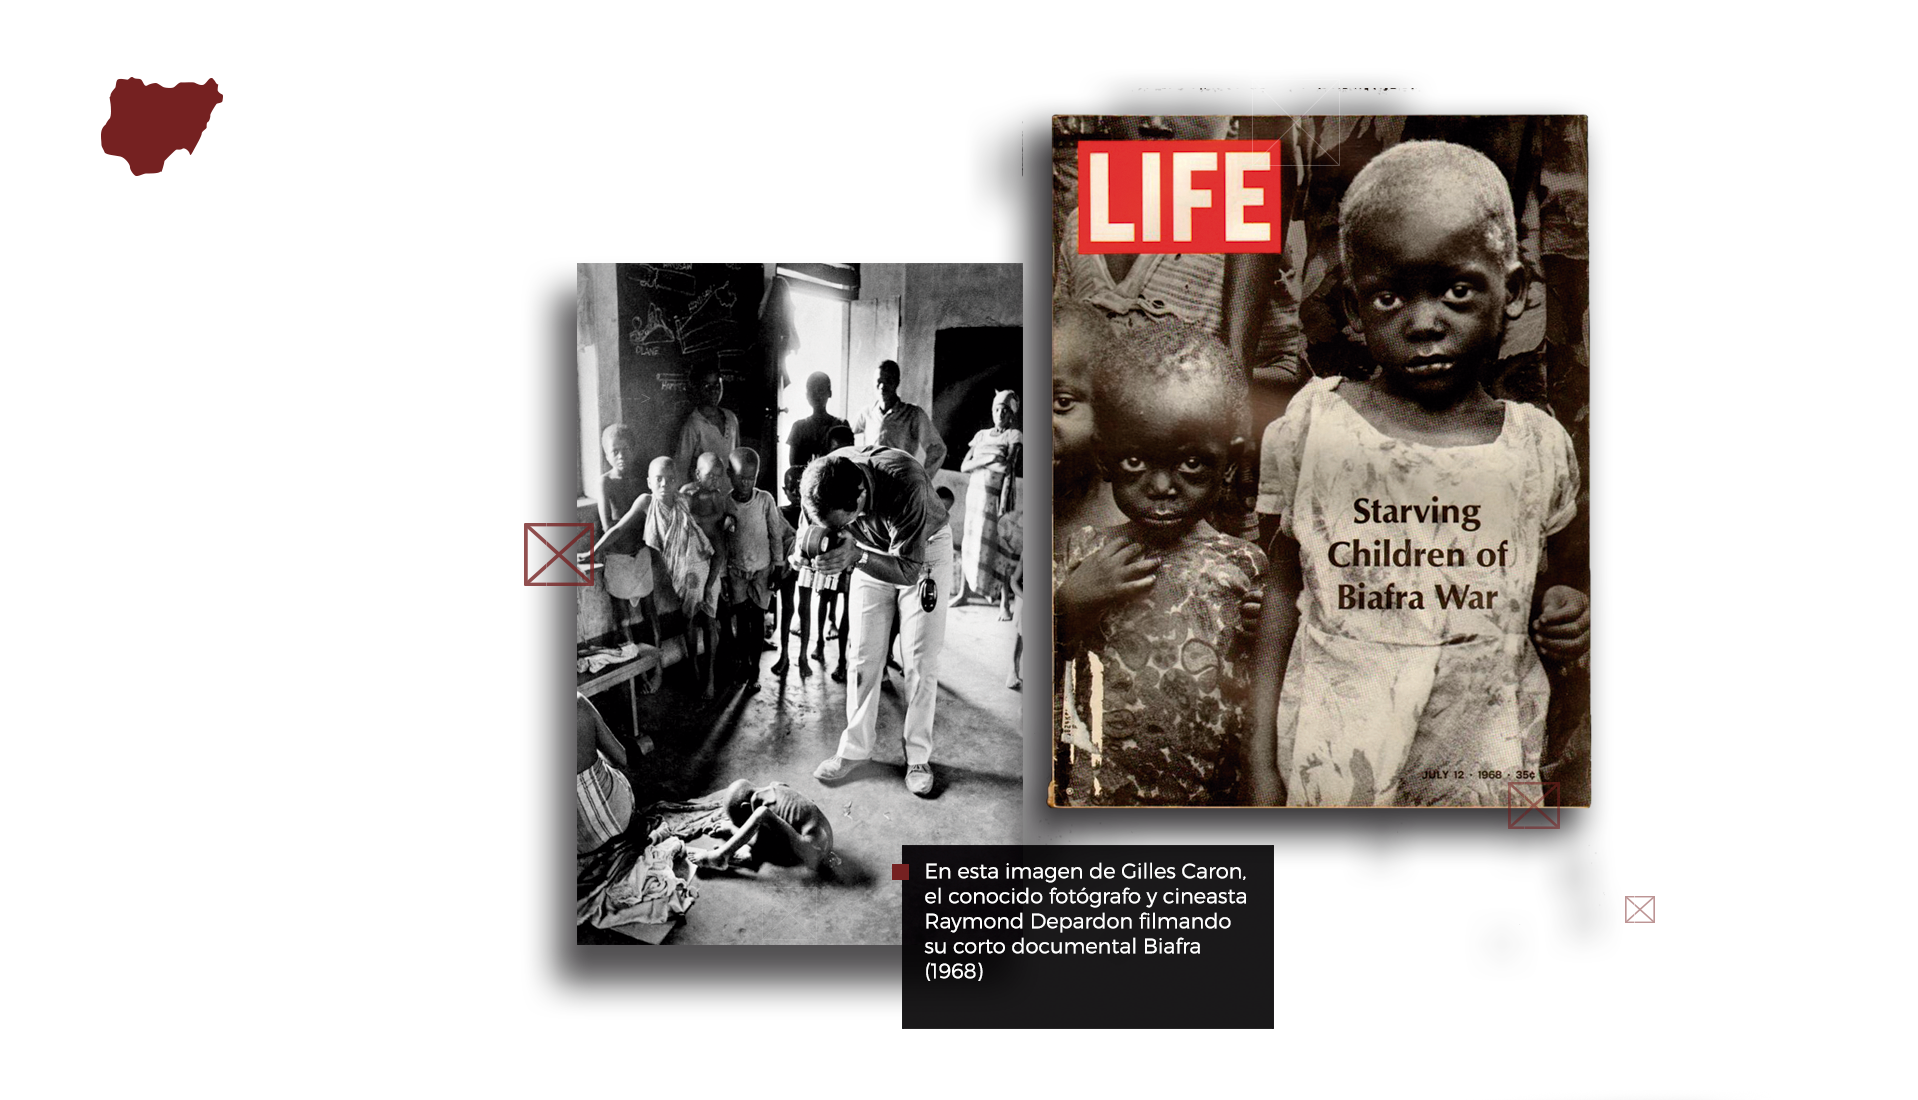 LIFE
Starving
Children of
Biafra War
JULY 12 · 1968 · 35¢
PLANE
En esta imagen de Gilles Caron,
el conocido fotógrafo y cineasta
Raymond Depardon filmando
su corto documental Biafra
(1968)